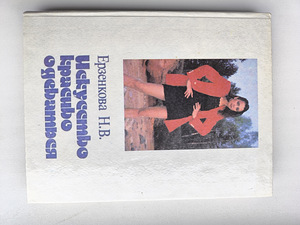 Ерзенкова Н.В.
Искусство
красиво
одеваться